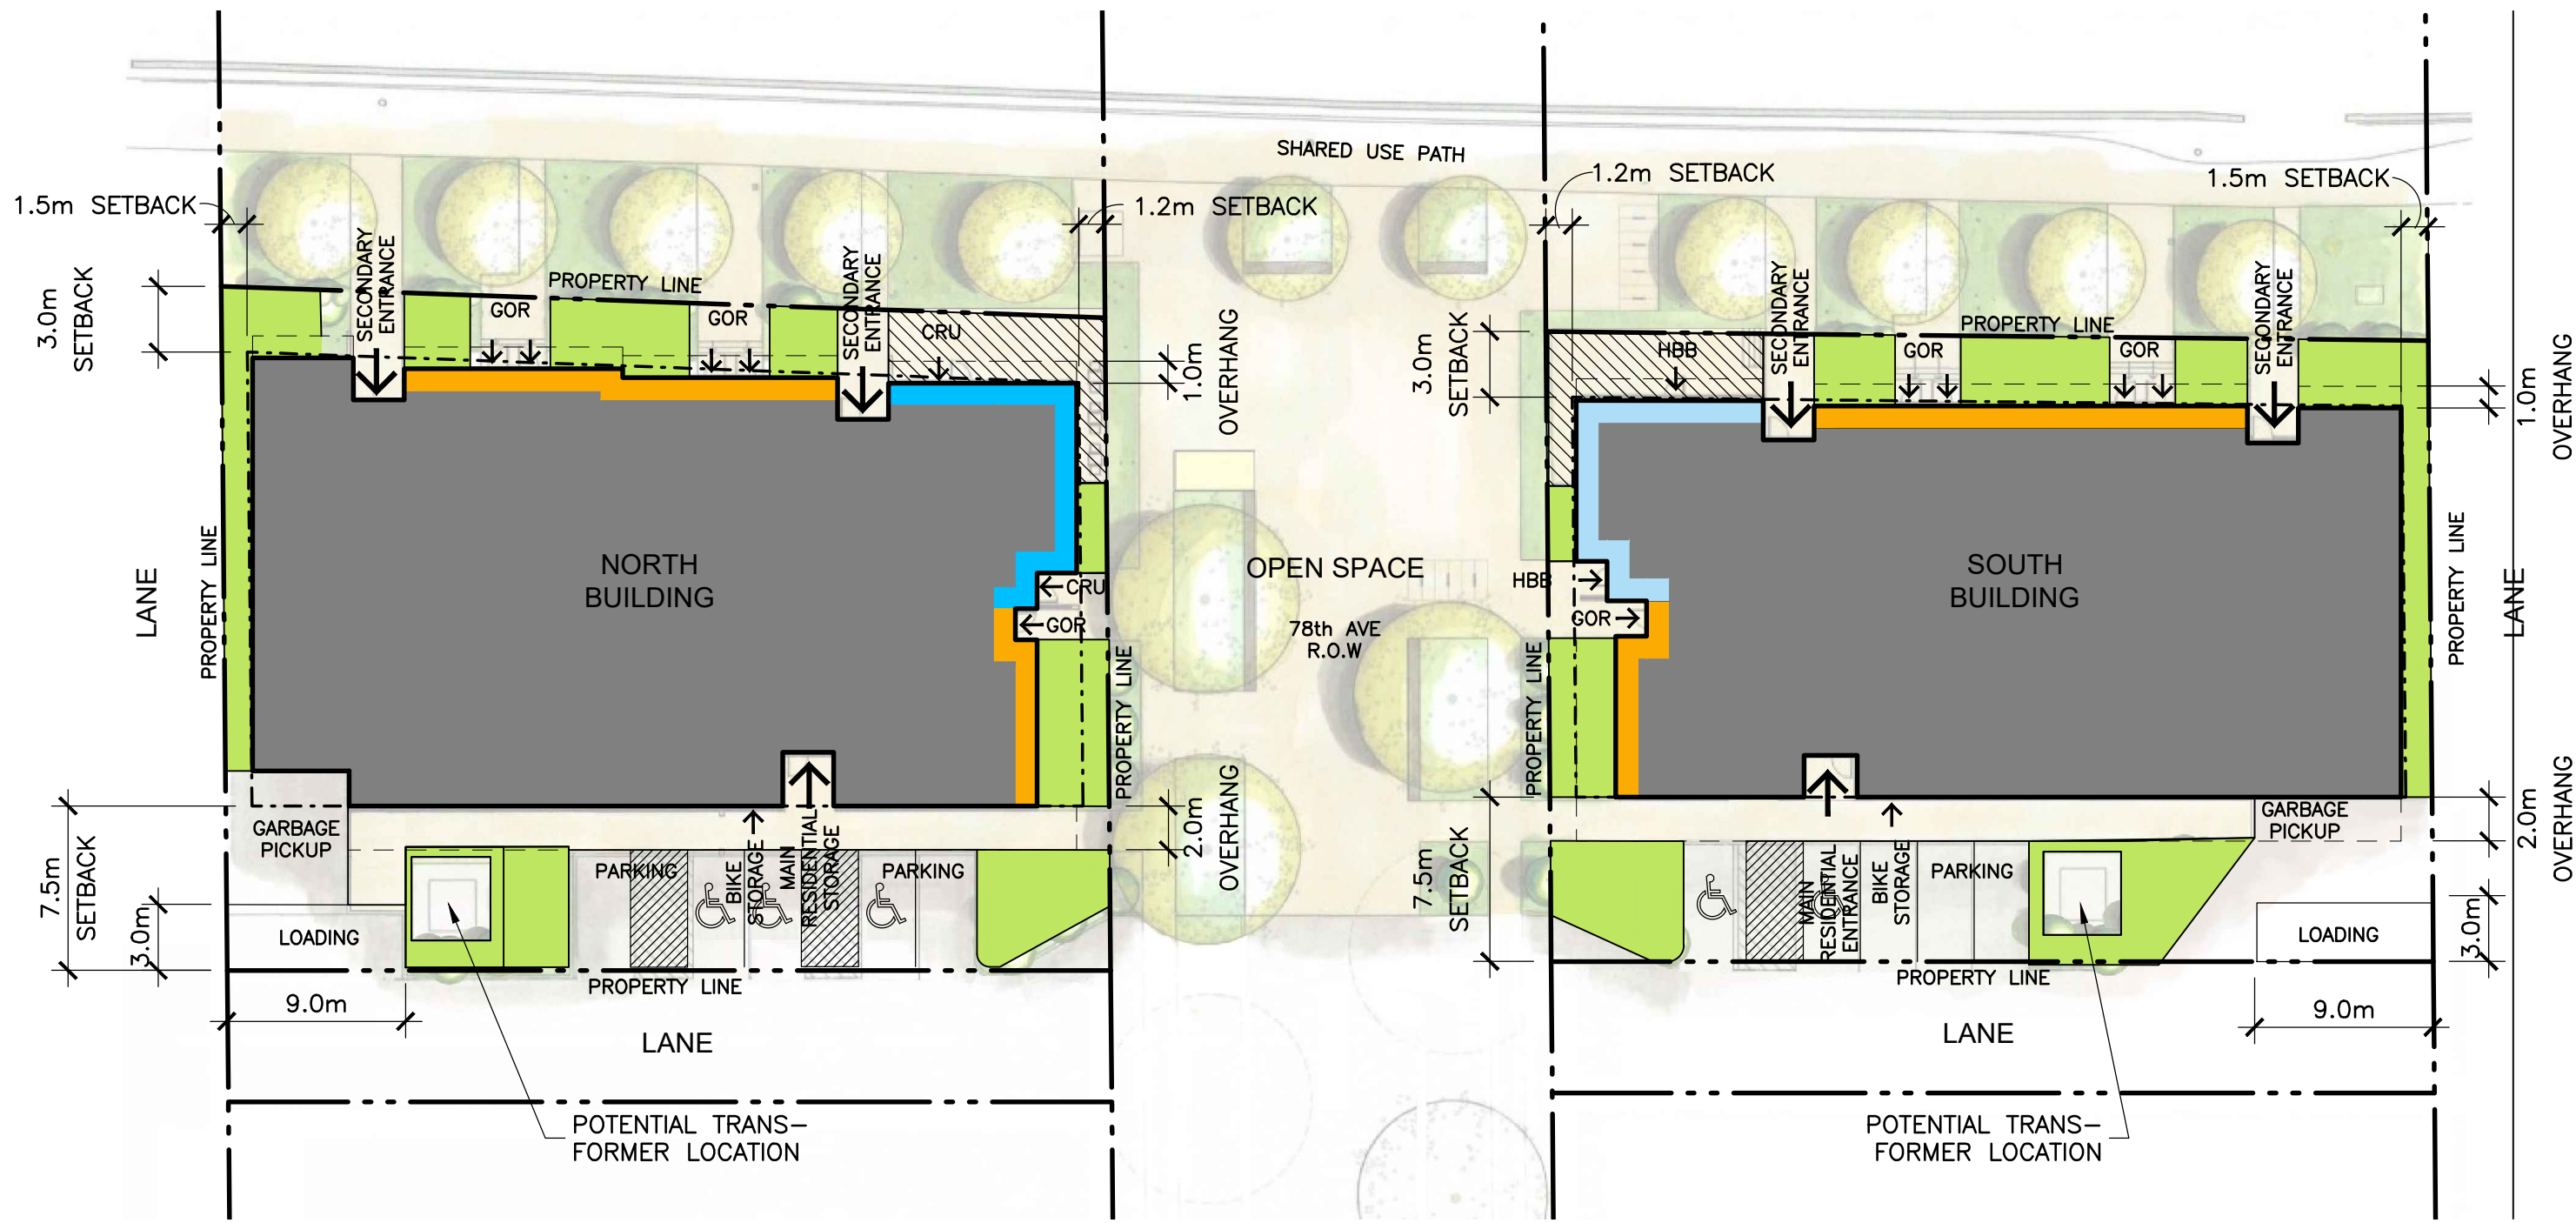 SHARED USE PATH
1.5m SETBACK
1.2m SETBACK
1.2m SETBACK
1.5m SETBACK
3.0m
SETBACK
SECONDARY
ENTRANCE
GOR
PROPERTY LINE
GOR
SECONDARY
ENTRANCE
CRU
1.0m
OVERHANG
3.0m
SETBACK
HBB
SECONDARY
ENTRANCE
GOR
PROPERTY LINE
GOR
SECONDARY
ENTRANCE
1.0m
OVERHANG
LANE
PROPERTY LINE
NORTH
BUILDING
CRU
GOR
PROPERTY LINE
OPEN SPACE
78th AVE
R.O.W
HBB
GOR
PROPERTY LINE
SOUTH
BUILDING
PROPERTY LINE
LANE
7.5m
SETBACK
3.0m
GARBAGE
PICKUP
LOADING
PARKING
BIKE
STORAGE
MAIN
RESIDENTIAL
STORAGE
PARKING
2.0m
OVERHANG
7.5m
SETBACK
MAIN
RESIDENTIAL
ENTRANCE
BIKE
STORAGE
PARKING
GARBAGE
PICKUP
LOADING
2.0m
OVERHANG
3.0m
PROPERTY LINE
PROPERTY LINE
9.0m
9.0m
LANE
LANE
POTENTIAL TRANS-
FORMER LOCATION
POTENTIAL TRANS-
FORMER LOCATION